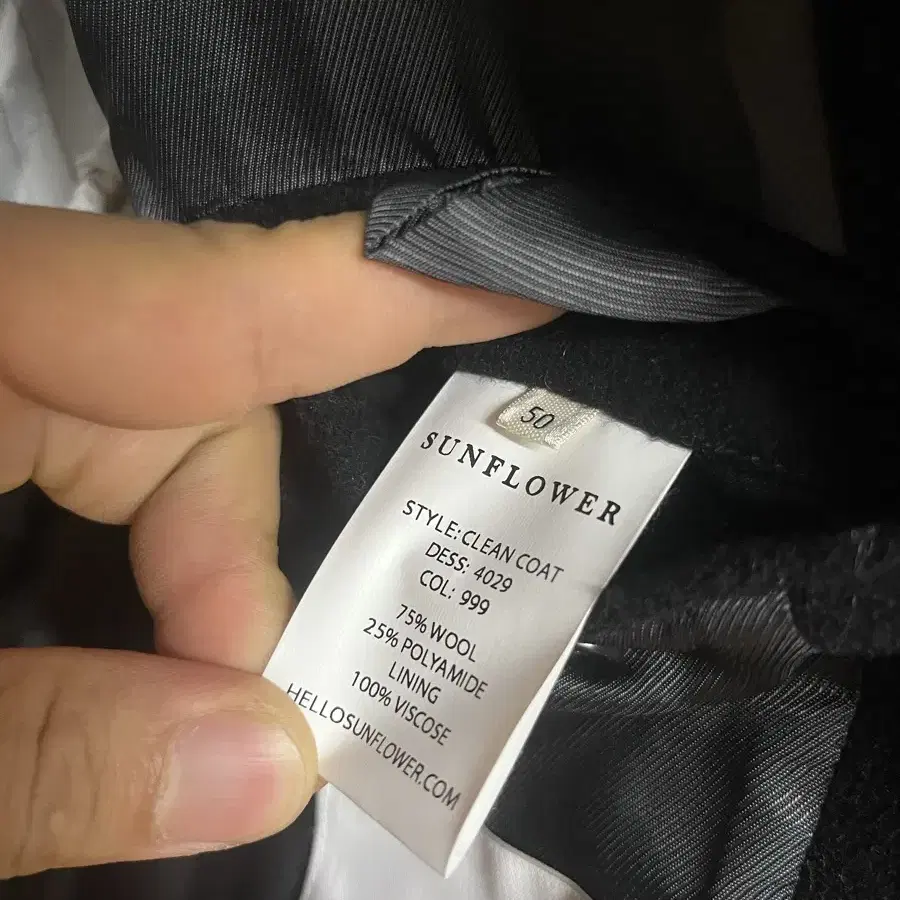 50
SUNFLOWER
STYLE: CLEAN COAT
DESS: 4029
COL: 999
75% WOOL
25% POLYAMIDE
LINING
100% VISCOSE
HELLOSUNFLOWER.COM